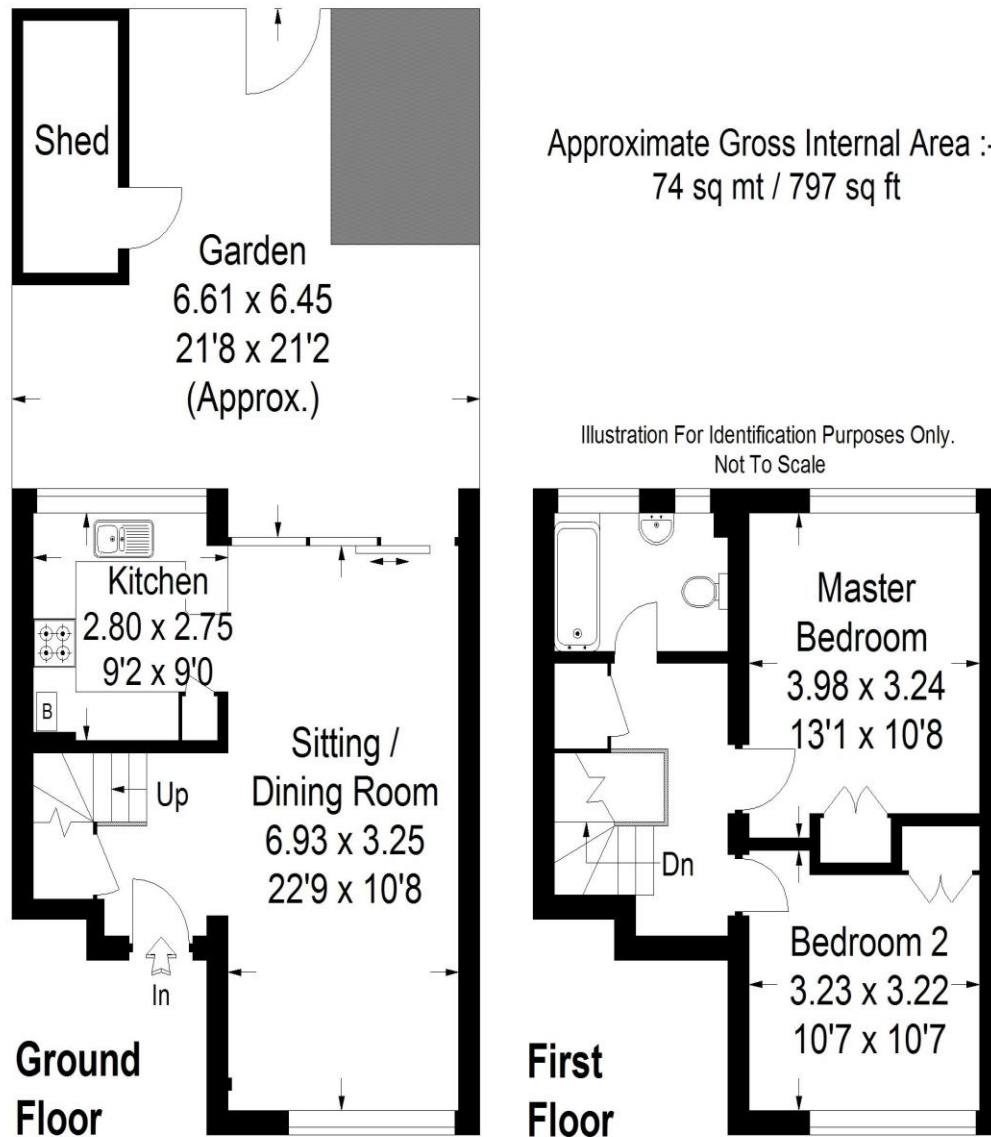 Shed
Approximate Gross Internal Area :-
74 sq mt / 797 sq ft
Garden
6.61 x 6.45
21'8 x 21'2
(Approx.)
Illustration For Identification Purposes Only.
Not To Scale
Kitchen
2.80 x 2.75
9'2 x 9'0
B
Up
Sitting /
Dining Room
6.93 x 3.25
22'9 x 10'8
In
Ground
Floor
Master
Bedroom
3.98 x 3.24
13'1 x 10'8
Dn
Bedroom 2
3.23 x 3.22
10'7 x 10'7
First
Floor